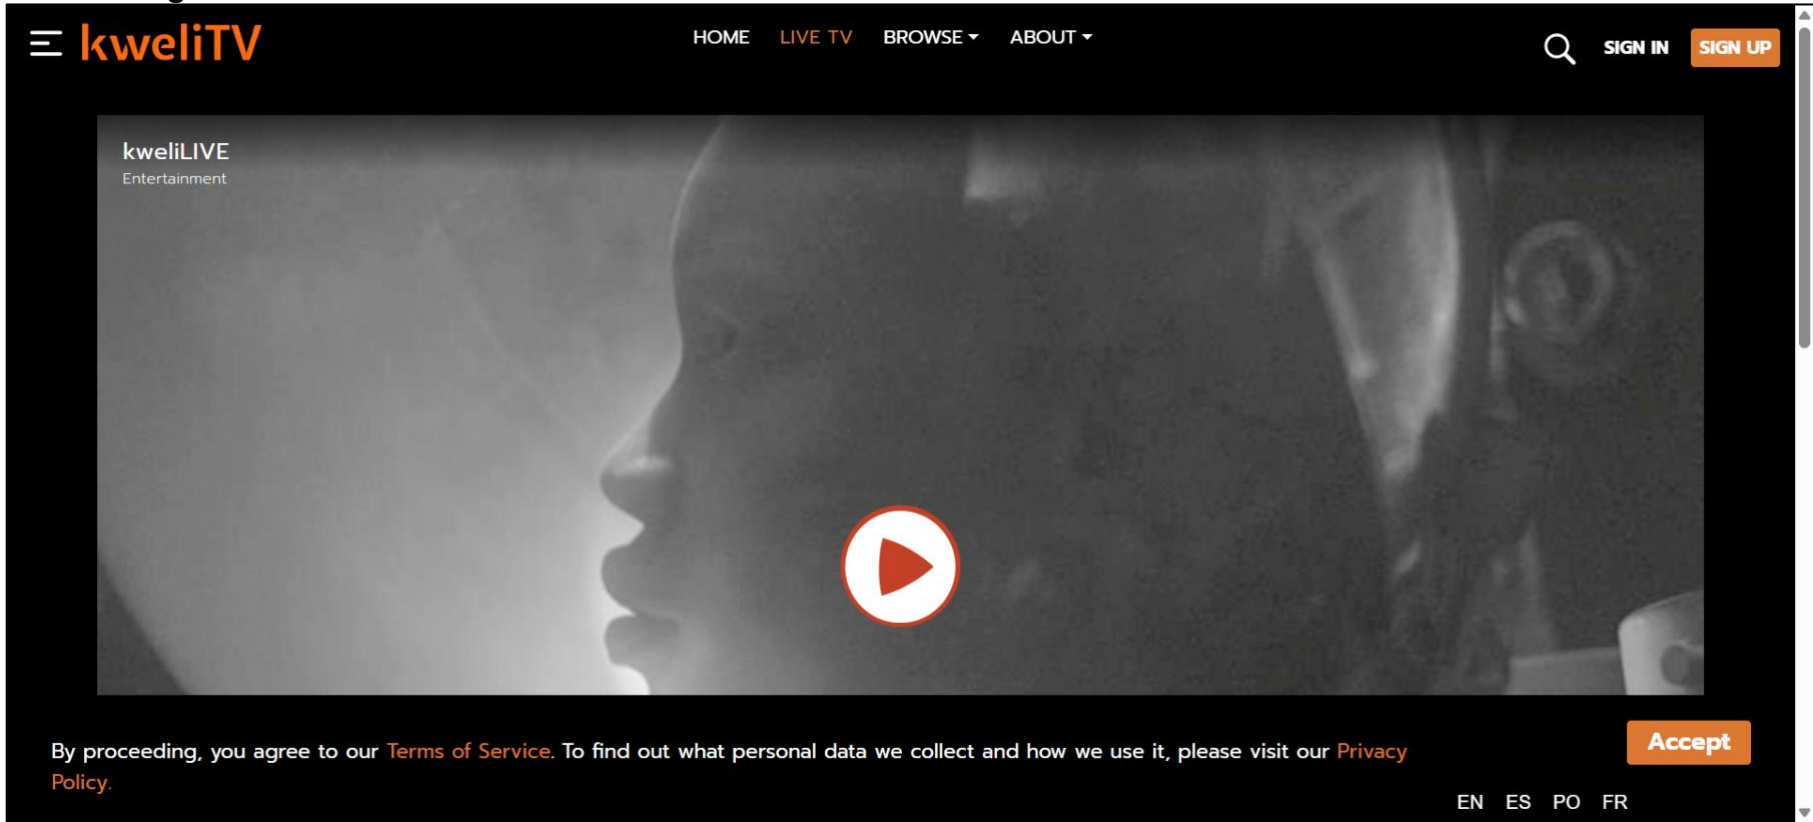 kweliTV
HOME LIVE TV BROWSE ABOUT
SIGN IN SIGN UP
kweliLIVE
Entertainment
By proceeding, you agree to our Terms of Service. To find out what personal data we collect and how we use it, please visit our Privacy
Policy.
Accept
EN ES PO FR